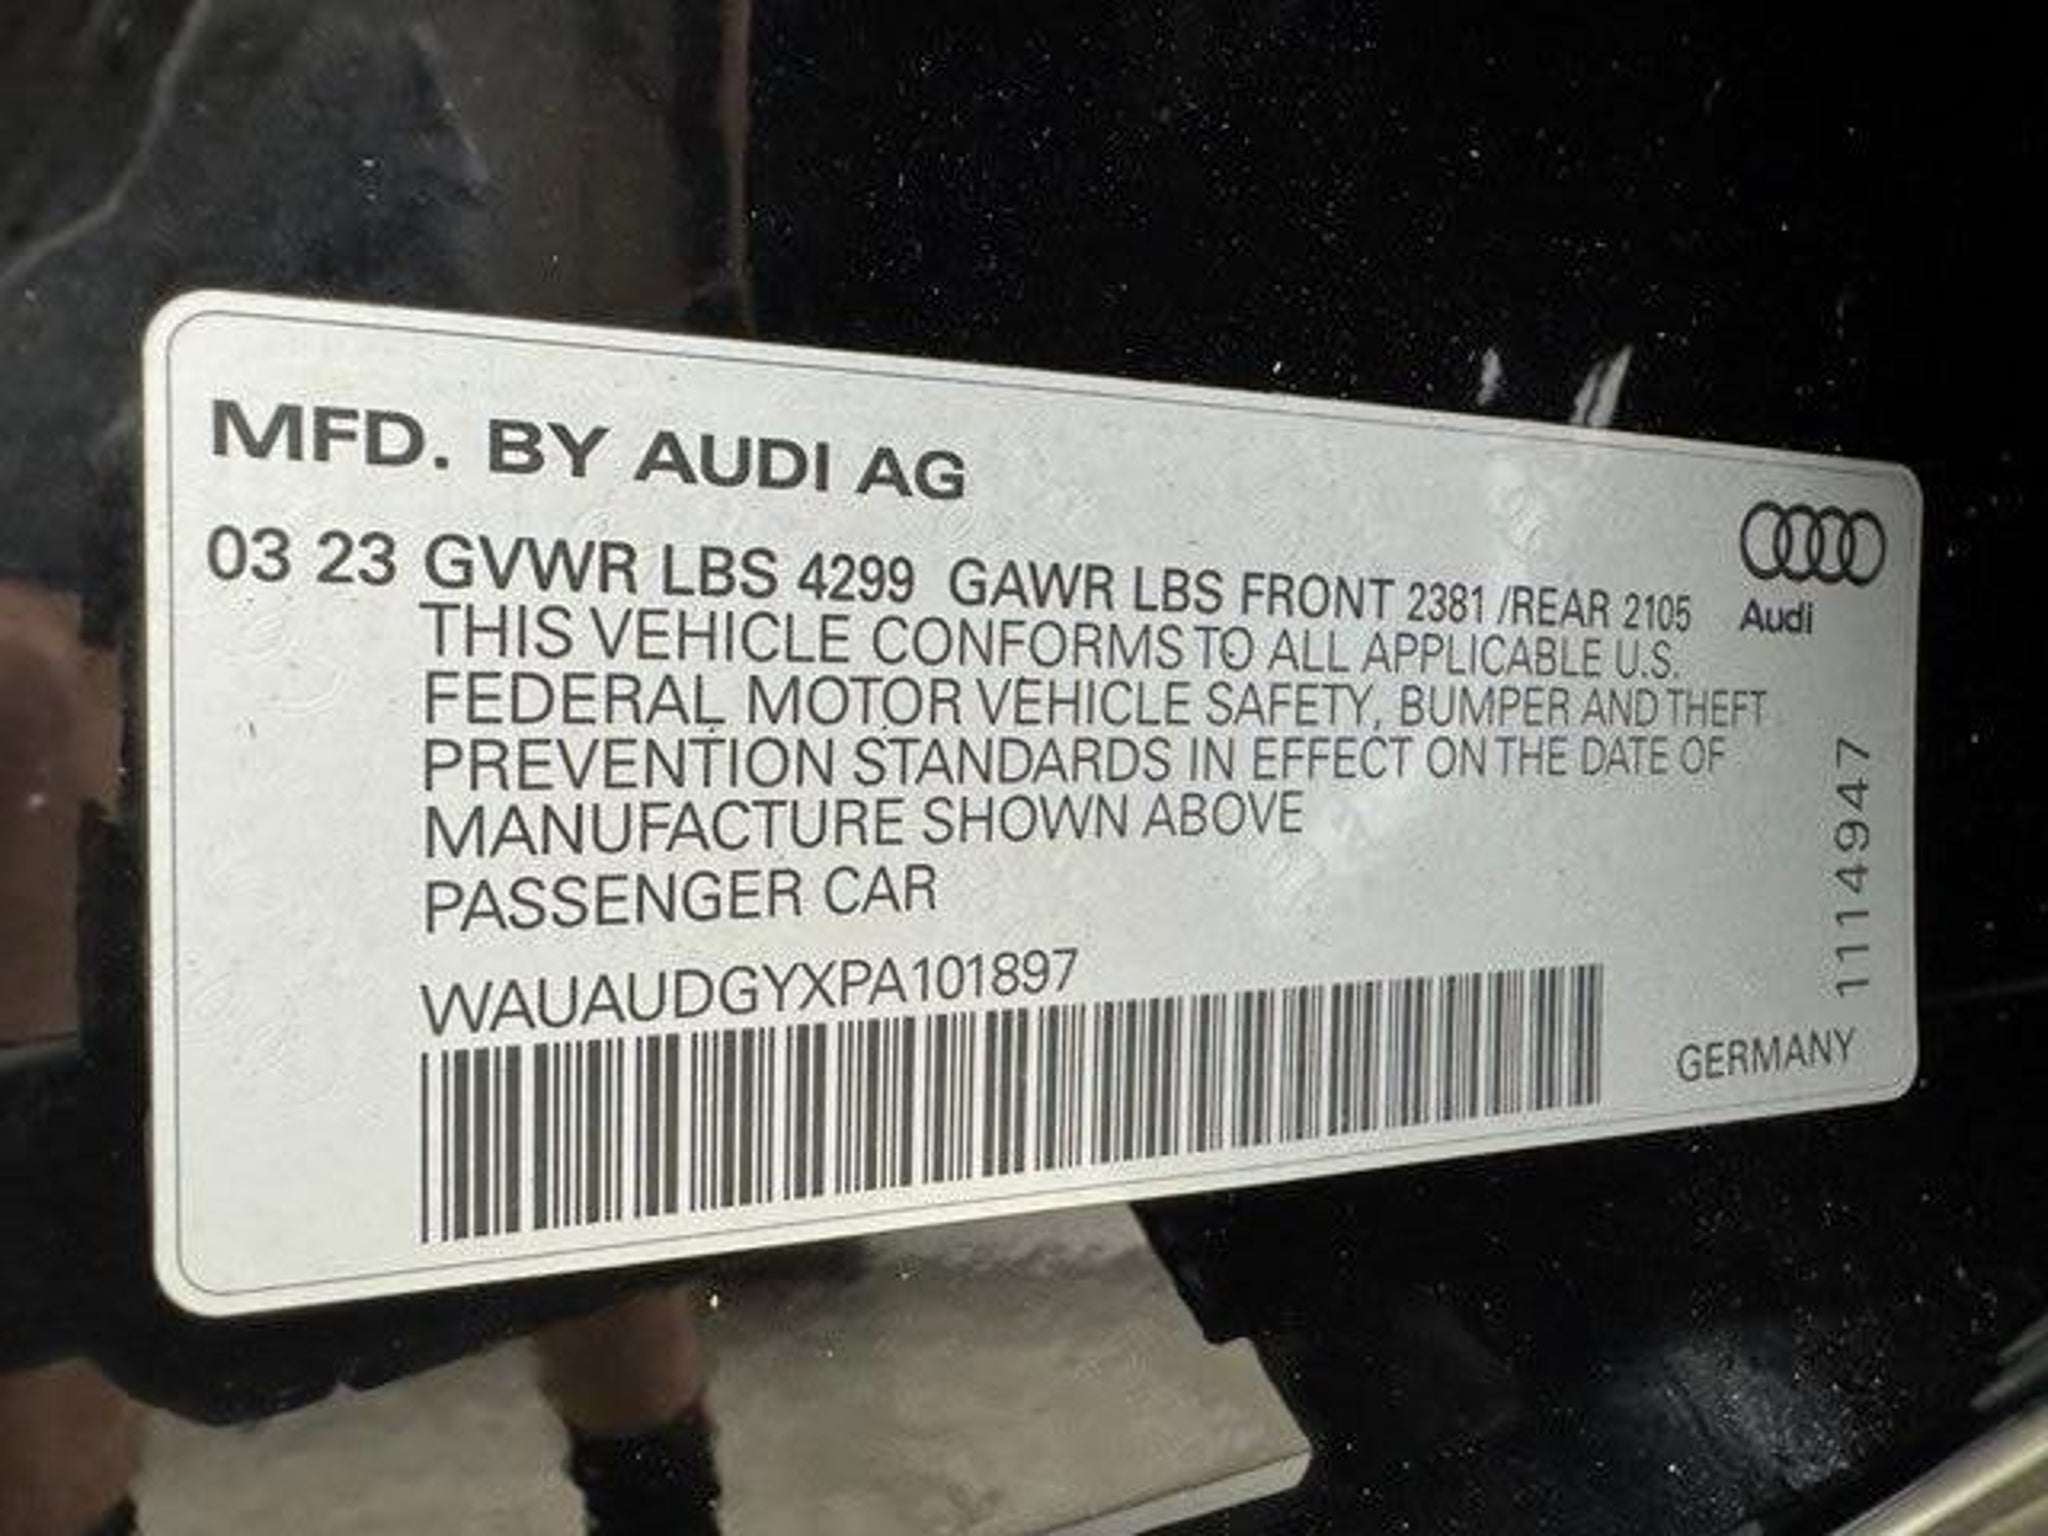 MFD. BY AUDI AG
03 23 GVWR LBS 4299 GAWR LBS FRONT 2381 /REAR 2105
Audi
THIS VEHICLE CONFORMS TO ALL APPLICABLE U.S.
FEDERAL MOTOR VEHICLE SAFETY, BUMPER AND THEFT
PREVENTION STANDARDS IN EFFECT ON THE DATE OF
MANUFACTURE SHOWN ABOVE
PASSENGER CAR
WAUAUDGYXPA101897
1114947
GERMANY